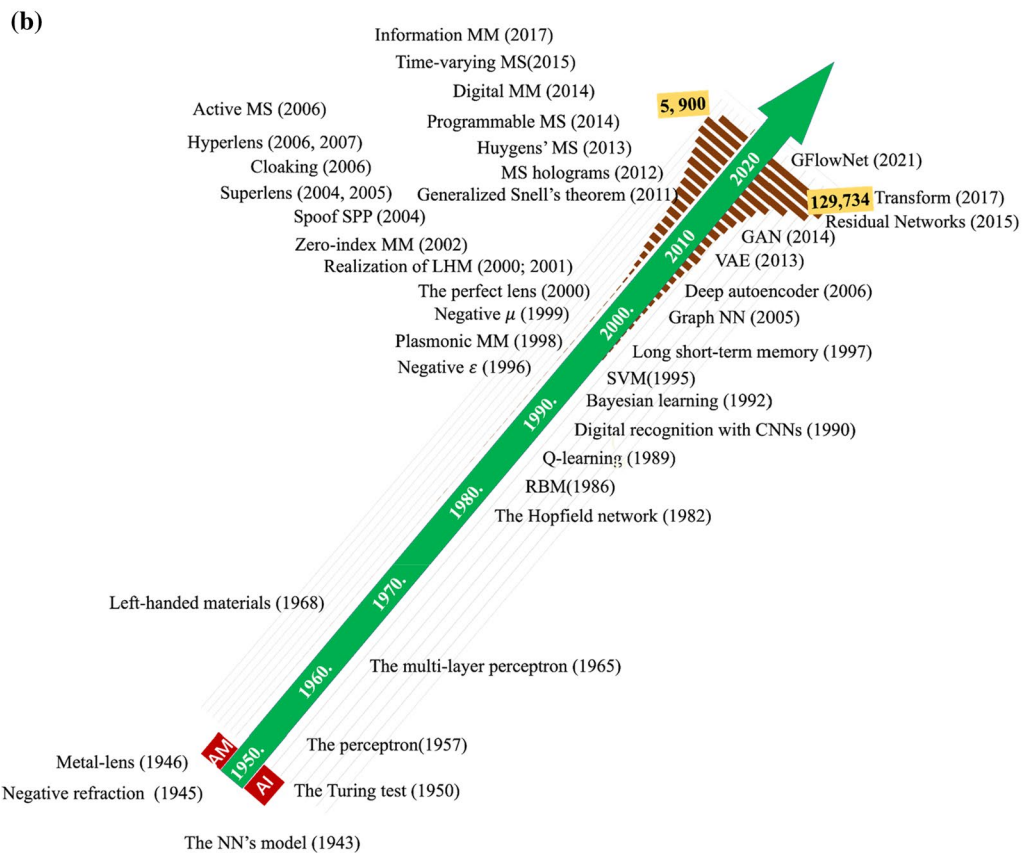 (b)
Information MM (2017)
Time-varying MS(2015)
Digital MM (2014)
Active MS (2006)
Programmable MS (2014)
Hyperlens (2006, 2007)
Huygens’ MS (2013)
Cloaking (2006)
MS holograms (2012)
Superlens (2004, 2005)
Generalized Snell’s theorem (2011)
Spoof SPP (2004)
Zero-index MM (2002)
Realization of LHM (2000; 2001)
The perfect lens (2000)
Negative μ (1999)
Plasmonic MM (1998)
Negative ε (1996)
Left-handed materials (1968)
Metal-lens (1946)
Negative refraction (1945)
5, 900
AM
AI
1950.
1960.
1970.
1980.
1990.
2000.
2010
2020
129,734
GFlowNet (2021)
Transform (2017)
Residual Networks (2015)
GAN (2014)
VAE (2013)
Deep autoencoder (2006)
Graph NN (2005)
Long short-term memory (1997)
SVM(1995)
Bayesian learning (1992)
Digital recognition with CNNs (1990)
Q-learning (1989)
RBM(1986)
The Hopfield network (1982)
The multi-layer perceptron (1965)
The perceptron(1957)
The Turing test (1950)
The NN’s model (1943)